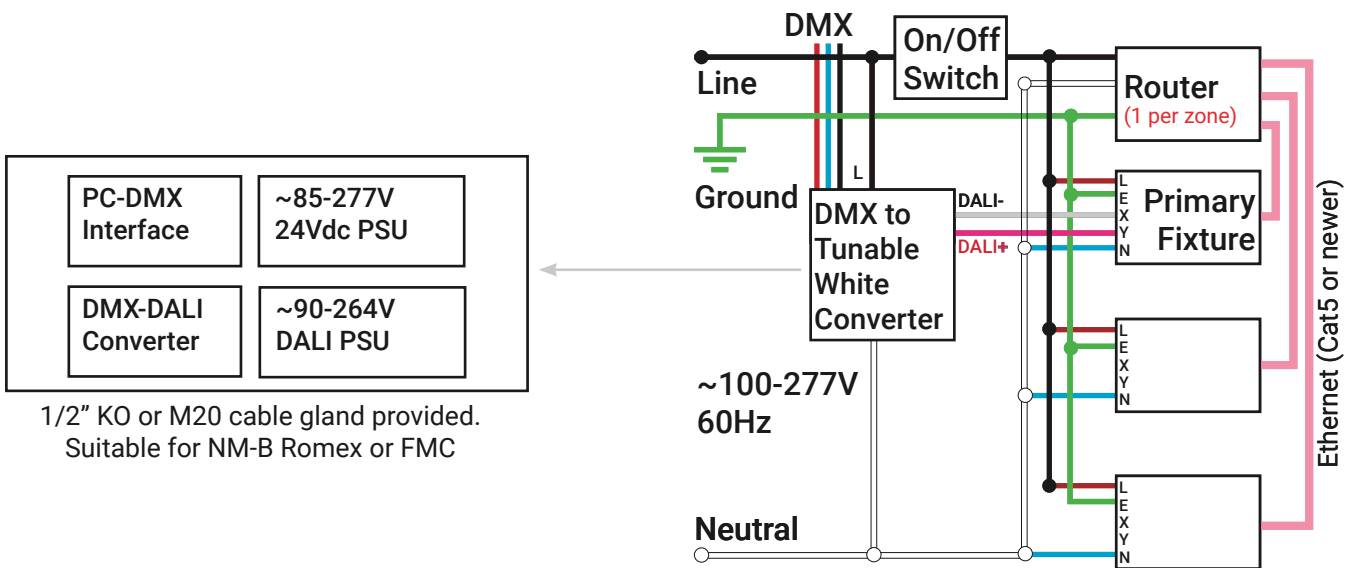 PC-DMX
Interface
~85-277V
24Vdc PSU
DMX-DALI
Converter
~90-264V
DALI PSU
1/2” KO or M20 cable gland provided.
Suitable for NM-B Romex or FMC
DMX
Line
On/Off
Switch
Router
(1 per zone)
Ground
L
DMX to
Tunable
White
Converter
DALI-
DALI+
L
E
X
Y
N
Primary
Fixture
L
E
X
Y
N
L
E
X
Y
N
~100-277V
60Hz
Neutral
Ethernet (Cat5 or newer)